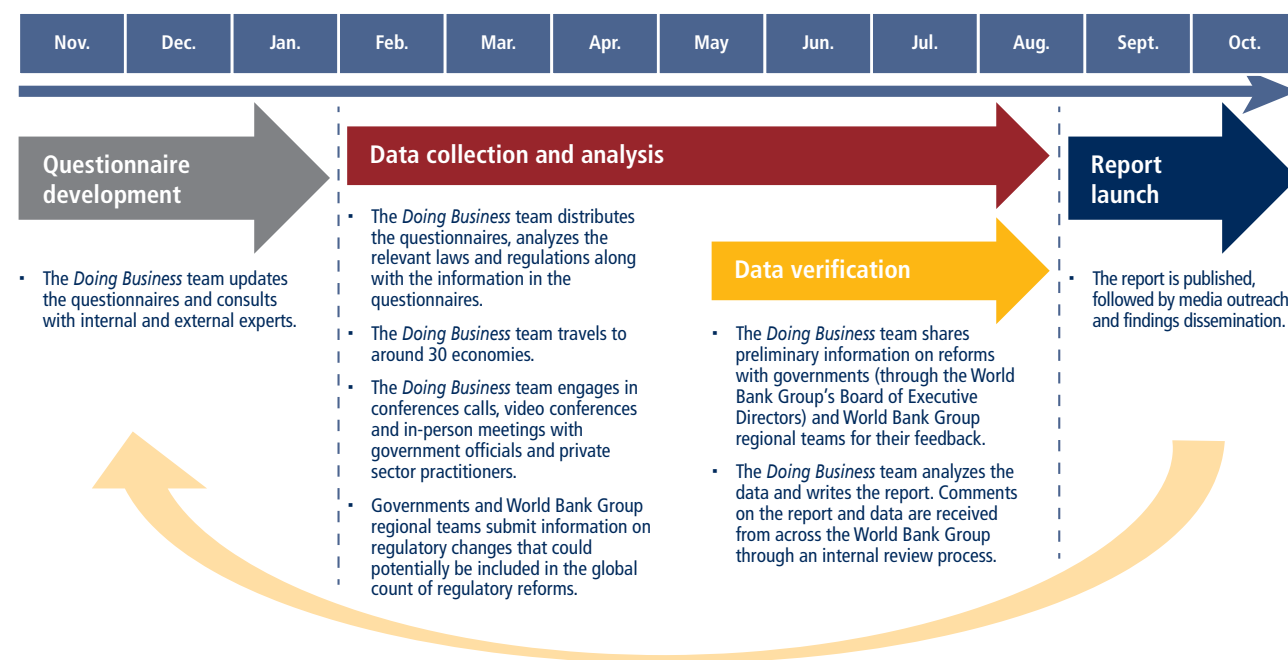 Nov. Dec. Jan. Feb. Mar. Apr. May Jun. Jul. Aug. Sept. Oct.
Questionnaire
development
▪ The Doing Business team updates
the questionnaires and consults
with internal and external experts.
Data collection and analysis
▪ The Doing Business team distributes
the questionnaires, analyzes the
relevant laws and regulations along
with the information in the
questionnaires.
▪ The Doing Business team travels to
around 30 economies.
▪ The Doing Business team engages in
conferences calls, video conferences
and in-person meetings with
government officials and private
sector practitioners.
▪ Governments and World Bank Group
regional teams submit information on
regulatory changes that could
potentially be included in the global
count of regulatory reforms.
Data verification
▪ The Doing Business team shares
preliminary information on reforms
with governments (through the World
Bank Group’s Board of Executive
Directors) and World Bank Group
regional teams for their feedback.
▪ The Doing Business team analyzes the
data and writes the report. Comments
on the report and data are received
from across the World Bank Group
through an internal review process.
Report
launch
▪ The report is published,
followed by media outreach
and findings dissemination.